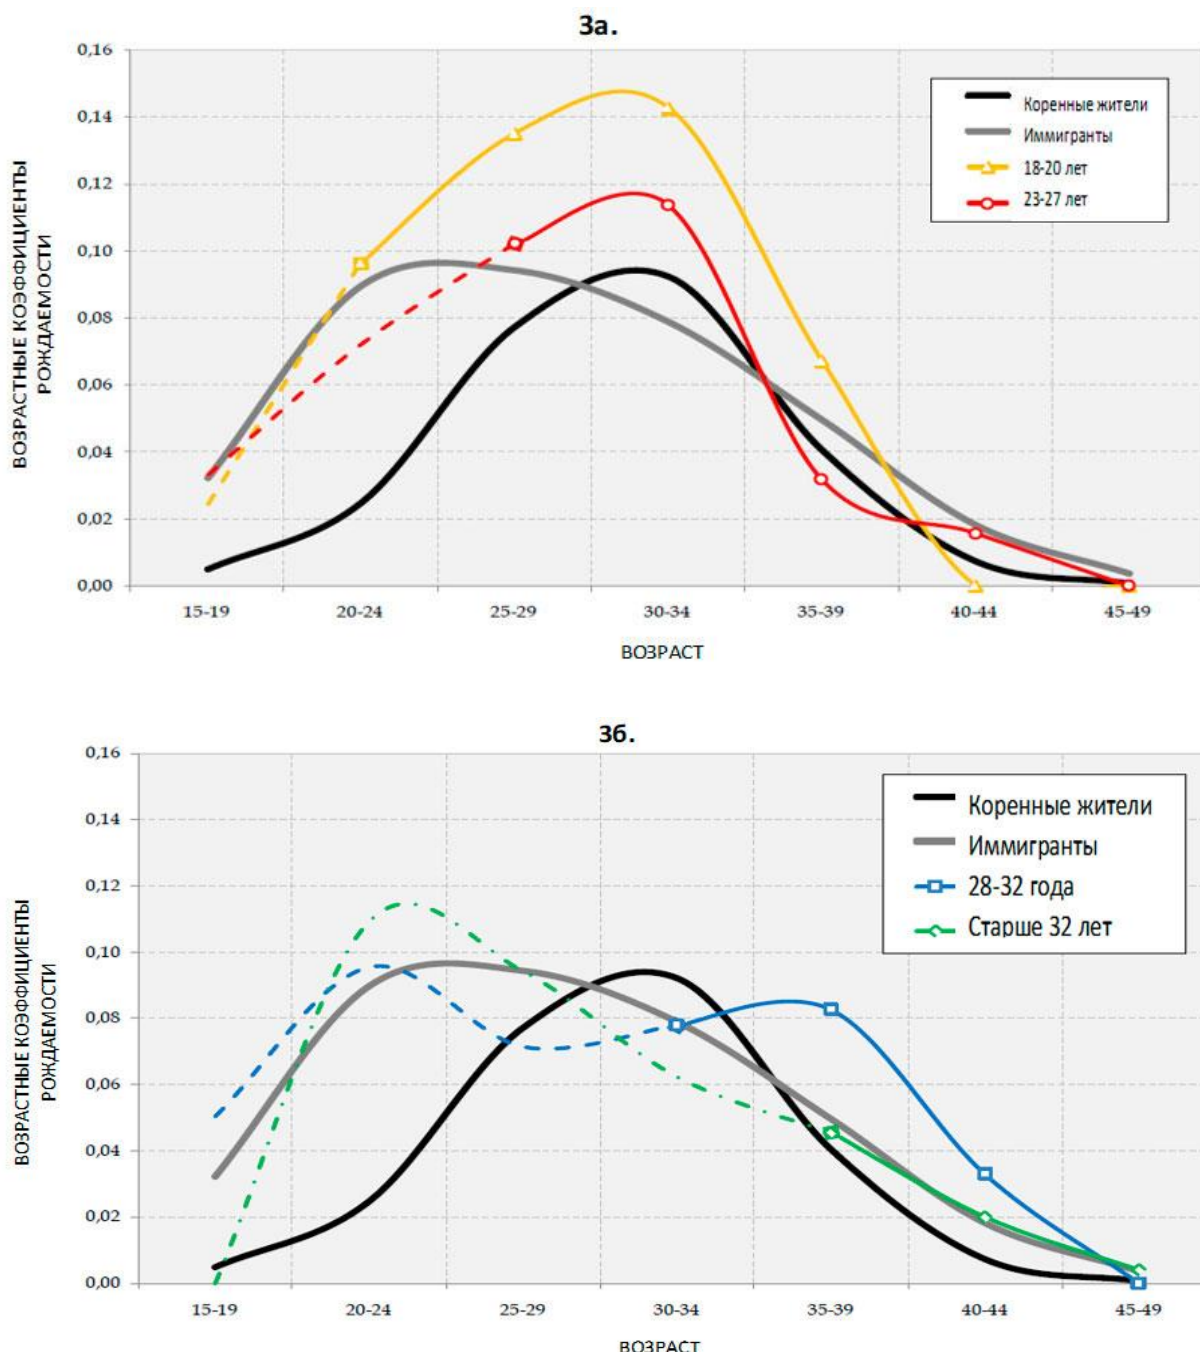 3а.
0,16
0,14
0,12
0,10
0,08
0,06
0,04
0,02
0,00
ВОЗРАСТНЫЕ КОЭФФИЦИЕНТЫ
РОЖДАЕМОСТИ
Коренные жители
Иммигранты
18-20 лет
23-27 лет
15-19 20-24 25-29 30-34 35-39 40-44 45-49
ВОЗРАСТ
3б.
0,16
0,14
0,12
0,10
0,08
0,06
0,04
0,02
0,00
ВОЗРАСТНЫЕ КОЭФФИЦИЕНТЫ
РОЖДАЕМОСТИ
Коренные жители
Иммигранты
28-32 года
Старше 32 лет
15-19 20-24 25-29 30-34 35-39 40-44 45-49
ВОЗРАСТ